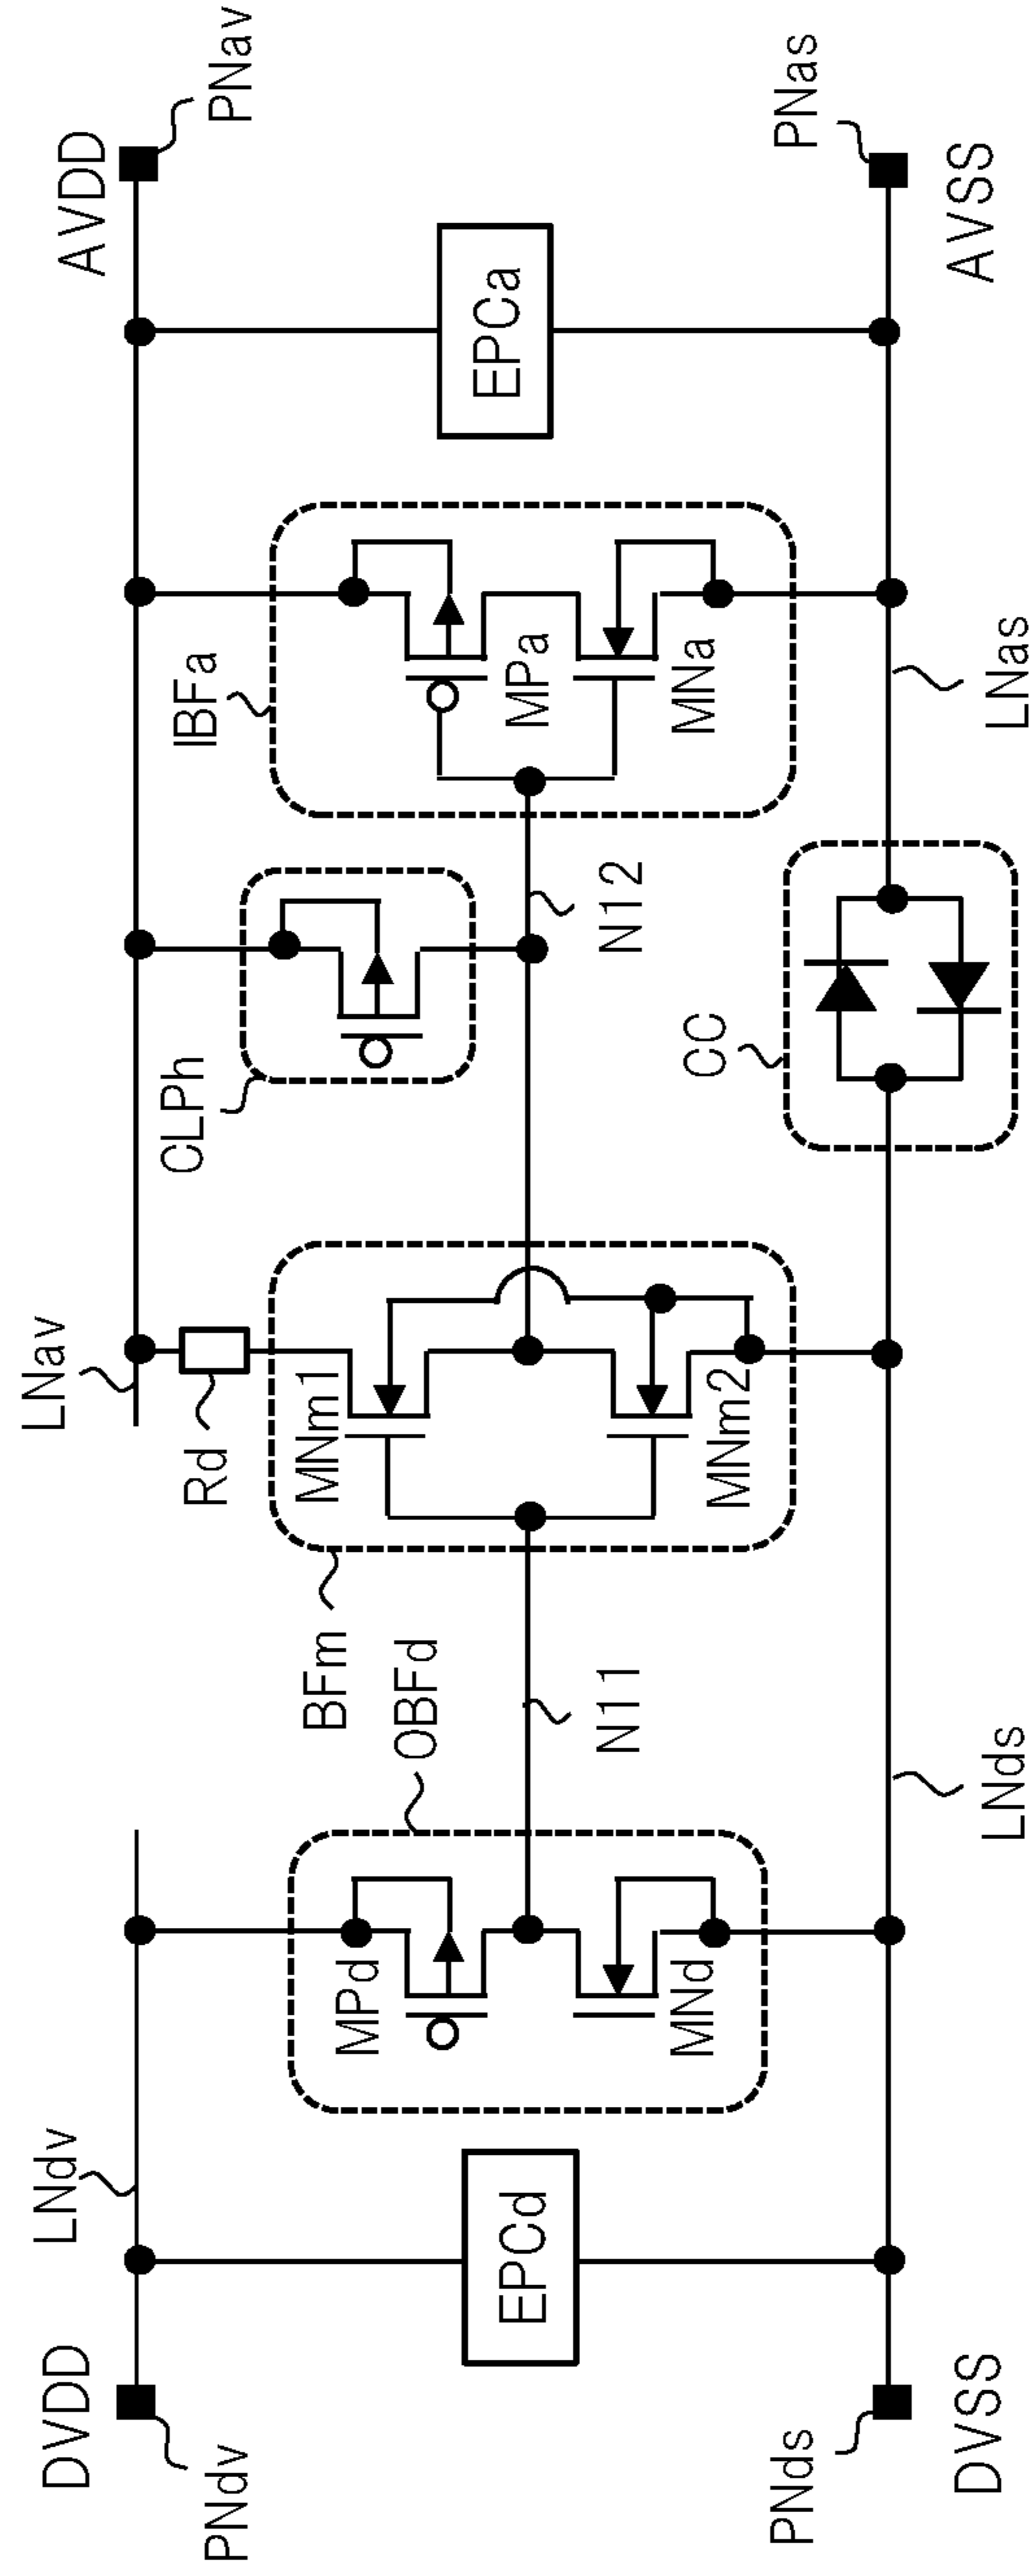 DVDD
PNdv
LNdv
EPCd
PNds
DVSS
OBFd
MPd
MNd
N11
LNds
BFm
Rd
LNav
MNm1
MNm2
CLPh
CC
N12
IBFa
MPa
MNa
LNas
EPCa
AVDD
PNav
PNas
AVSS